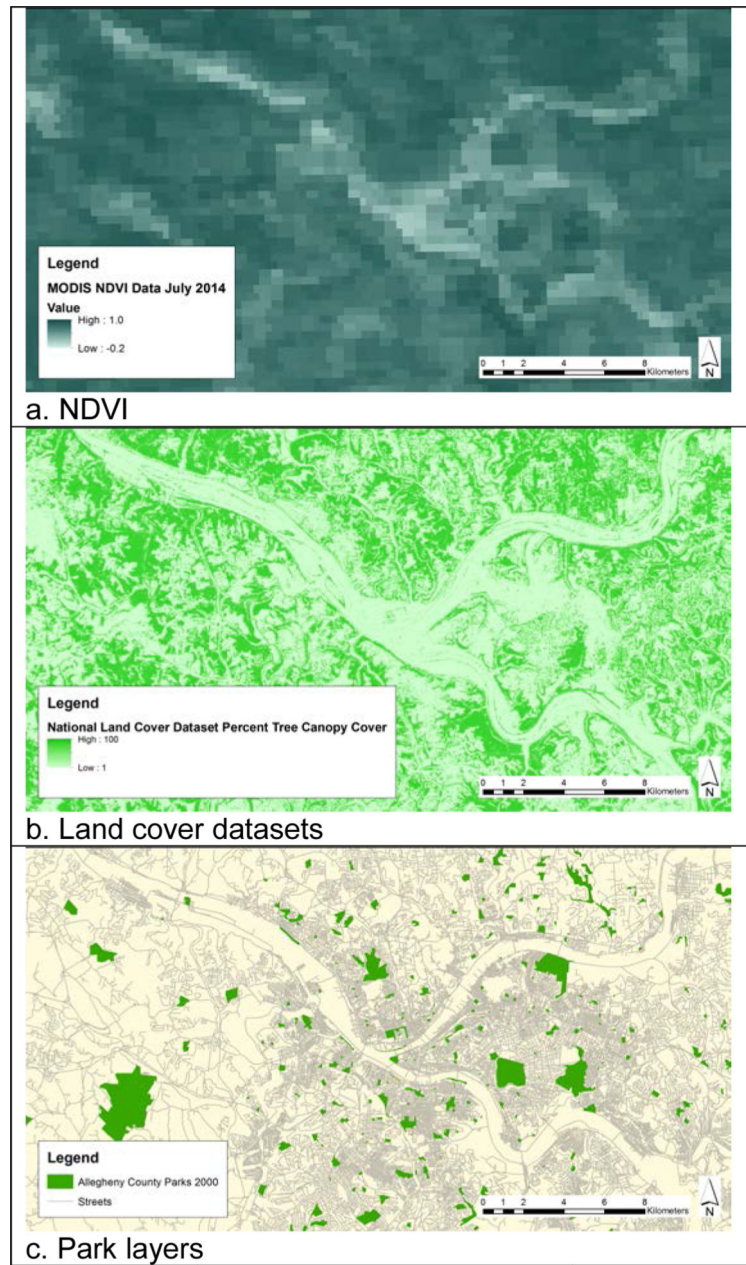 Legend
MODIS NDVI Data July 2014
Value
High : 1.0
Low : -0.2
0 1 2 4 6 8
Kilometers
N
a. NDVI
Legend
National Land Cover Dataset Percent Tree Canopy Cover
High : 100
Low : 1
0 1 2 4 6 8
Kilometers
N
b. Land cover datasets
Legend
Allegheny County Parks 2000
Streets
0 1 2 4 6 8
Kilometers
N
c. Park layers